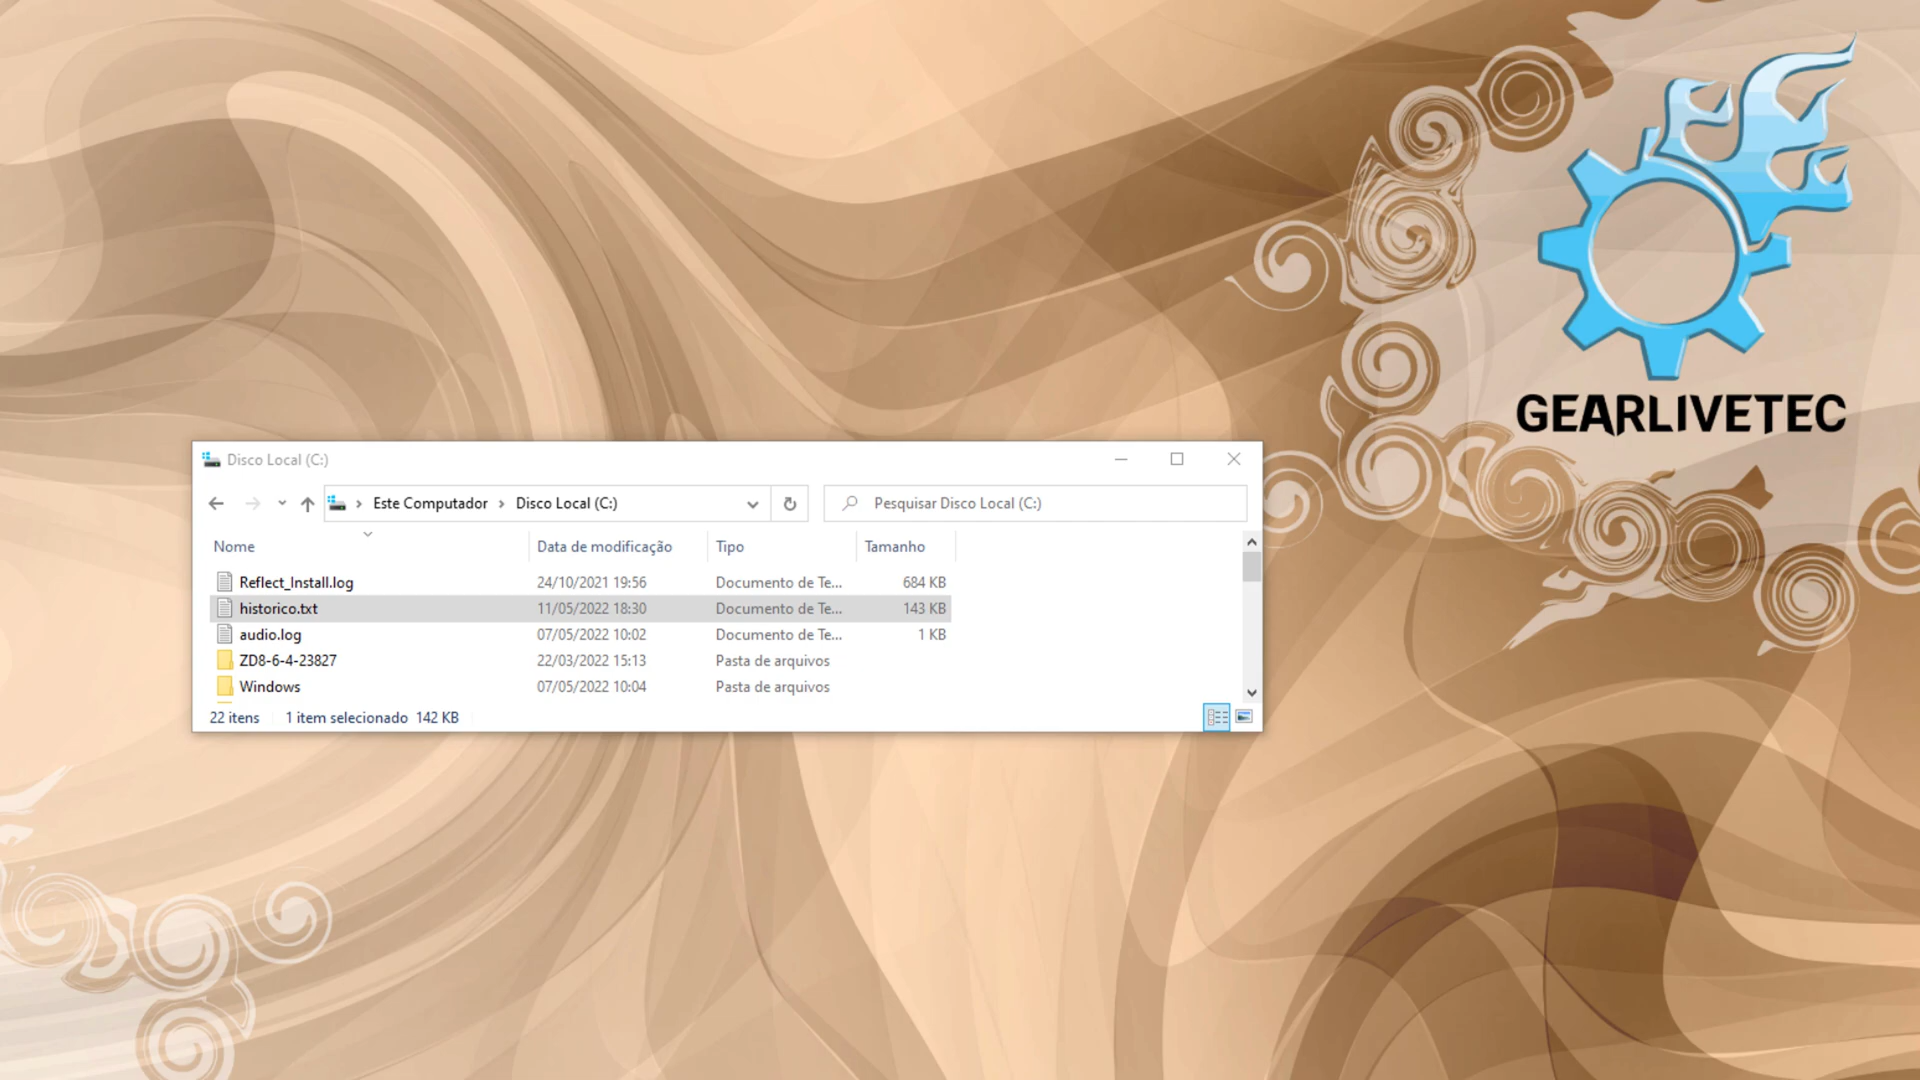 GEARLIVETEC
Disco Local (C:)
Este Computador > Disco Local (C:)
Pesquisar Disco Local (C:)
Nome Data de modificação Tipo Tamanho
Reflect_Install.log 24/10/2021 19:56 Documento de Te... 684 KB
historico.txt 11/05/2022 18:30 Documento de Te... 143 KB
audio.log 07/05/2022 10:02 Documento de Te... 1 KB
ZD8-6-4-23827 22/03/2022 15:13 Pasta de arquivos
Windows 07/05/2022 10:04 Pasta de arquivos
22 itens 1 item selecionado 142 KB